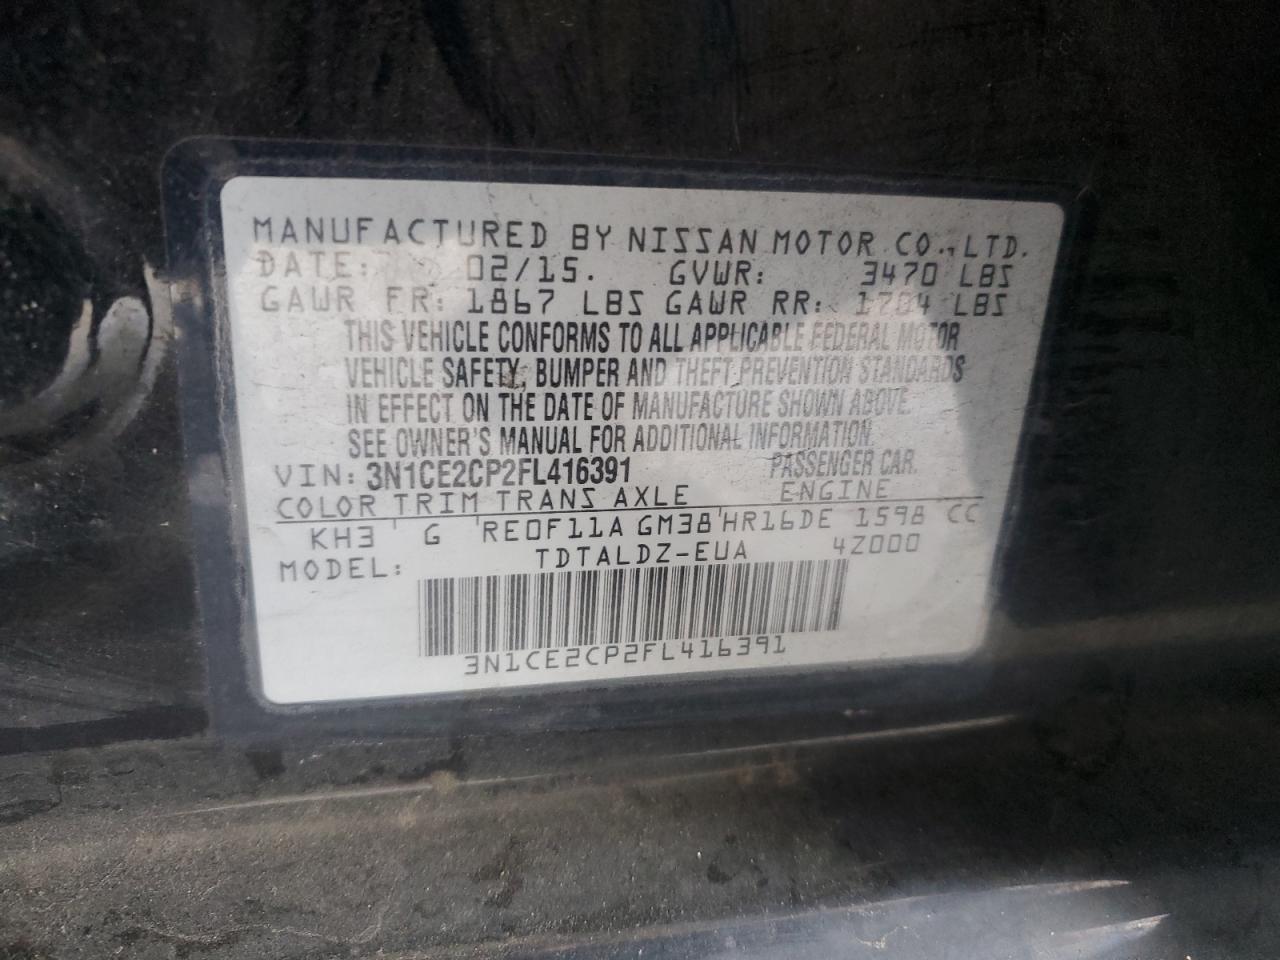 MANUFACTURED BY NISSAN MOTOR CO., LTD.
DATE: 02/15. GVWR: 3470 LBS
GAWR FR: 1867 LBS GAWR RR: 1704 LBS
THIS VEHICLE CONFORMS TO ALL APPLICABLE FEDERAL MOTOR
VEHICLE SAFETY, BUMPER AND THEFT PREVENTION STANDARDS
IN EFFECT ON THE DATE OF MANUFACTURE SHOWN ABOVE.
SEE OWNER'S MANUAL FOR ADDITIONAL INFORMATION.
VIN: 3N1CE2CP2FL416391 PASSENGER CAR.
COLOR TRIM TRANS AXLE ENGINE
KH3 G RE0F11A GM38 HR16DE 1598 CC
MODEL: TDTALDZ-EUA 4Z000
3N1CE2CP2FL416391